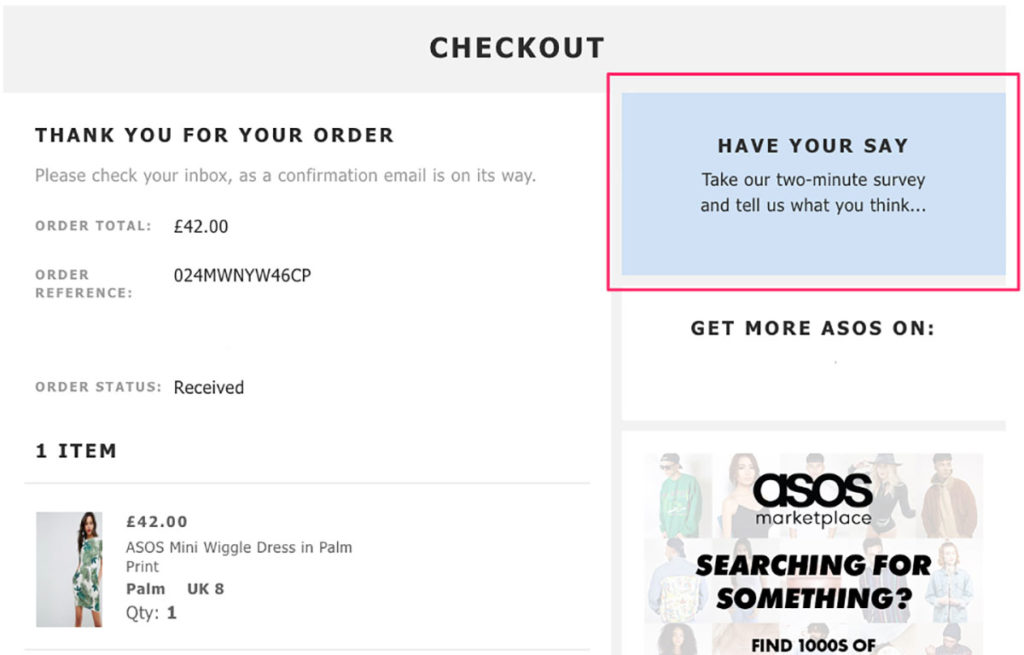 CHECKOUT
THANK YOU FOR YOUR ORDER
Please check your inbox, as a confirmation email is on its way.
ORDER TOTAL: £42.00
ORDER
REFERENCE: 024MWNYW46CP
ORDER STATUS: Received
1 ITEM
£42.00
ASOS Mini Wiggle Dress in Palm
Print
Palm UK 8
Qty: 1
HAVE YOUR SAY
Take our two-minute survey
and tell us what you think...
GET MORE ASOS ON:
asos
marketplace
SEARCHING FOR
SOMETHING?
FIND 1000S OF